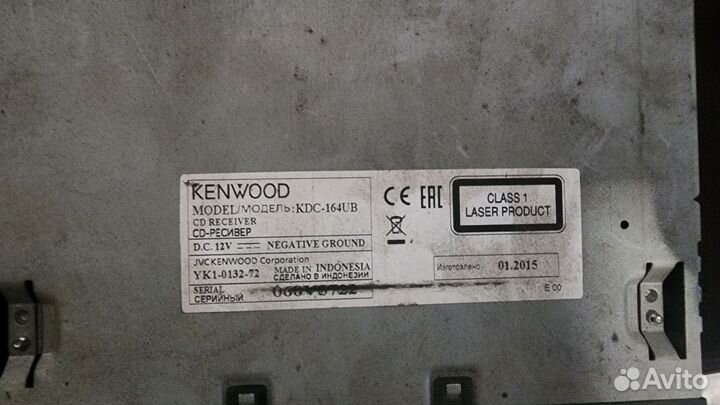 KENWOOD
MODEL/МОДЕЛЬ:KDC-164UB
CD RECEIVER
CD-РЕСИВЕР
D.C. 12V NEGATIVE GROUND
JVCKENWOOD Corporation
YK1-0132-72 MADE IN INDONESIA
СДЕЛАНО В ИНДОНЕЗИИ
SERIAL
СЕРИЙНЫЙ
CE EAC
CLASS 1
LASER PRODUCT
Изготовлено 01.2015
E 00
Avito